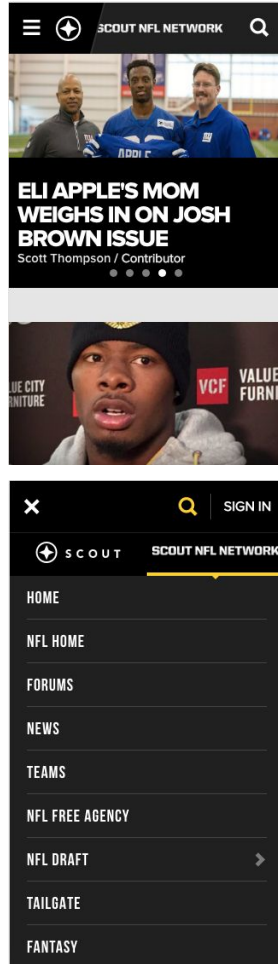 SCOUT NFL NETWORK
APPLE
ELI APPLE'S MOM
WEIGHS IN ON JOSH
BROWN ISSUE
Scott Thompson / Contributor
VALUE CITY
FURNITURE
VCF
VALUE
FURNI
SIGN IN
SCOUT
SCOUT NFL NETWORK
HOME
NFL HOME
FORUMS
NEWS
TEAMS
NFL FREE AGENCY
NFL DRAFT
TAILGATE
FANTASY